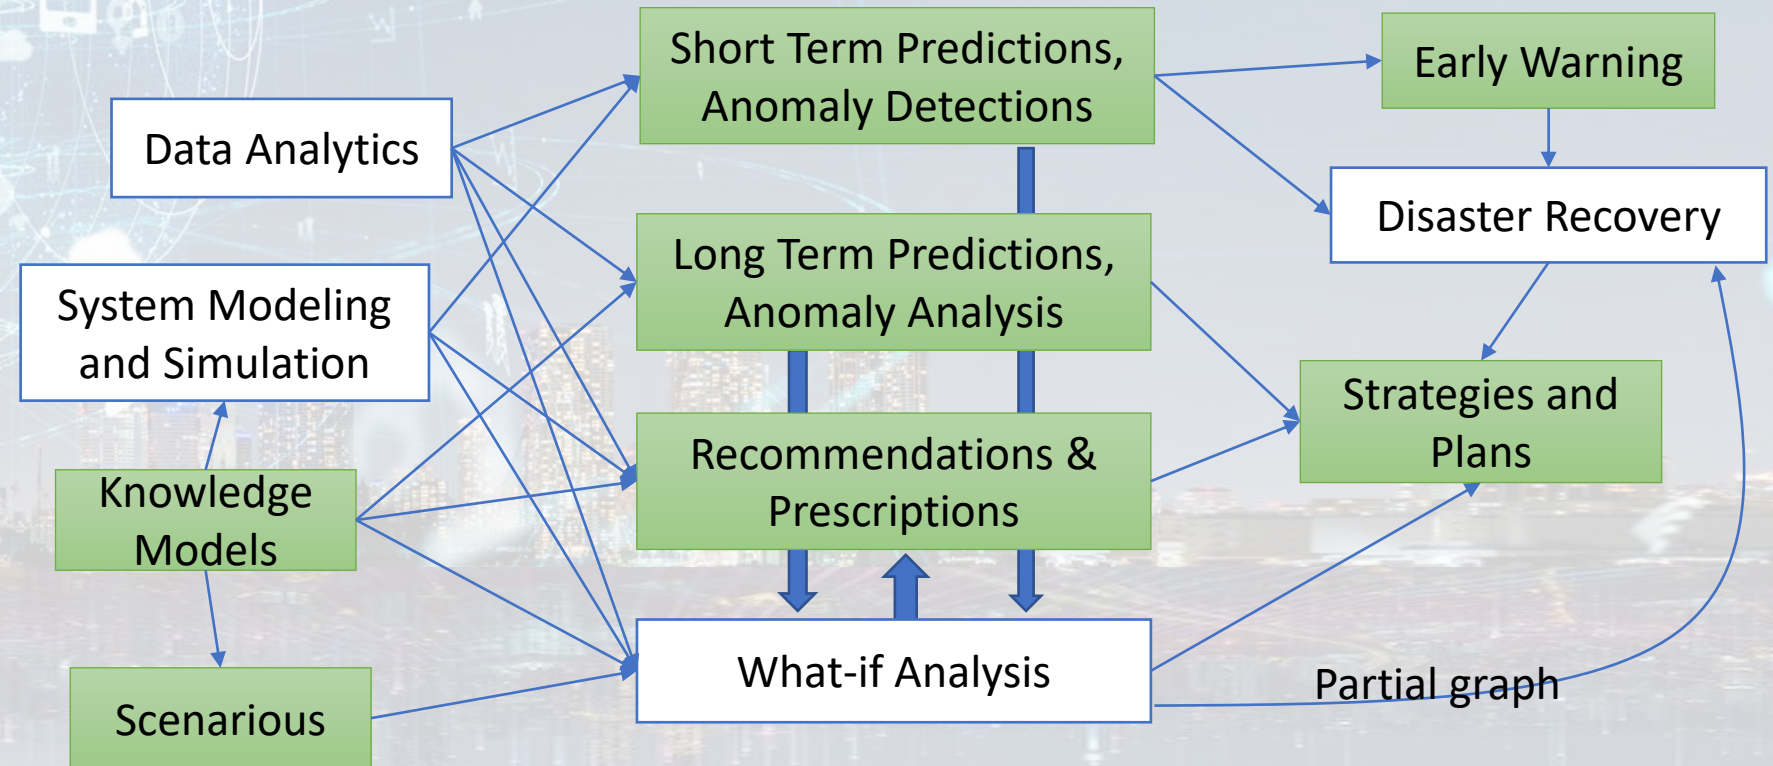 Short Term Predictions,
Anomaly Detections
Early Warning
Data Analytics
Disaster Recovery
Long Term Predictions,
Anomaly Analysis
System Modeling
and Simulation
Strategies and
Plans
Recommendations &
Prescriptions
Knowledge
Models
What-if Analysis
Partial graph
Scenarious